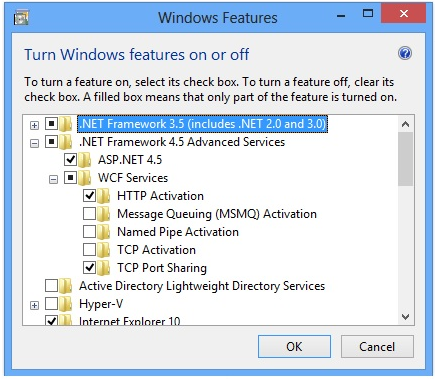 Windows Features
Turn Windows features on or off
To turn a feature on, select its check box. To turn a feature off, clear its
check box. A filled box means that only part of the feature is turned on.
.NET Framework 3.5 (includes .NET 2.0 and 3.0)
.NET Framework 4.5 Advanced Services
ASP.NET 4.5
WCF Services
HTTP Activation
Message Queuing (MSMQ) Activation
Named Pipe Activation
TCP Activation
TCP Port Sharing
Active Directory Lightweight Directory Services
Hyper-V
Internet Explorer 10
OK
Cancel